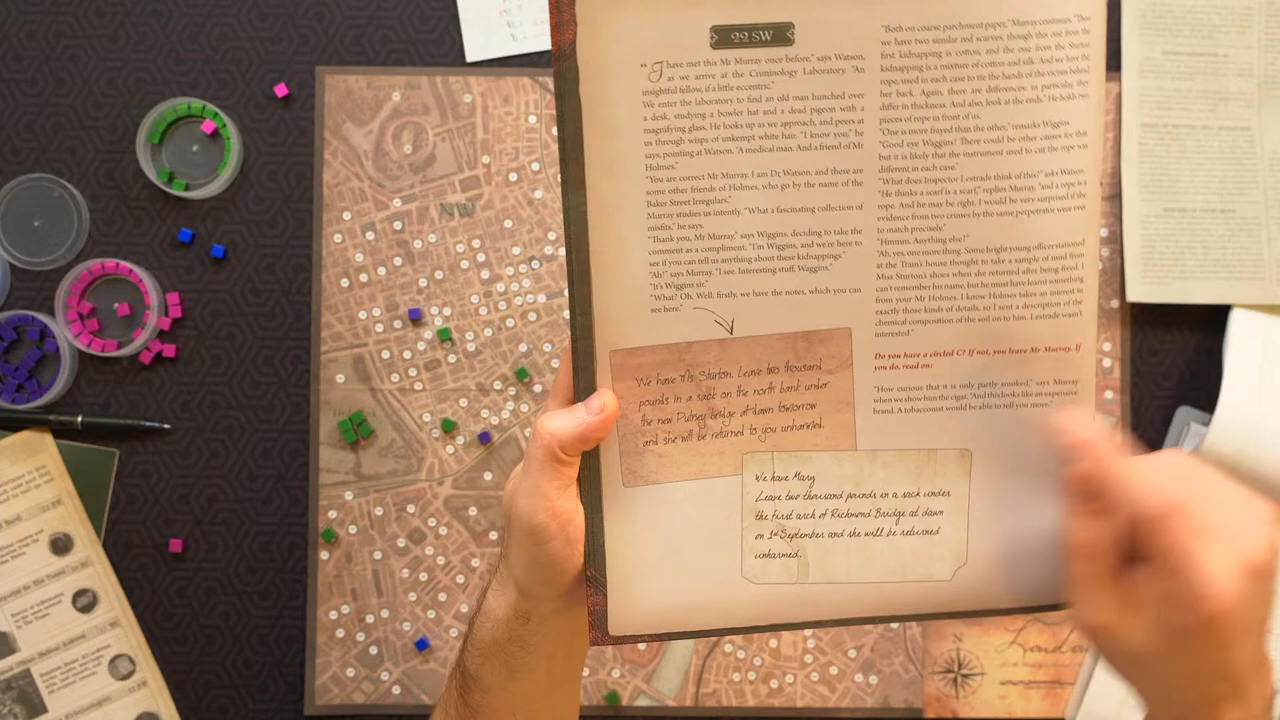 22 SW
" I have met this Mr Murray once before," says Watson,
as we arrive at the Criminology Laboratory. "An
insightful fellow, if a little eccentric."
We enter the laboratory to find an old man hunched over
a desk, studying a bowler hat and a dead pigeon with a
magnifying glass. He looks up as we approach, and peers at
us through wisps of unkempt white hair. "I know you," he
says, pointing at Watson. "A medical man. And a friend of Mr
Holmes."
"You are correct Mr Murray. I am Dr Watson, and these are
some other friends of Holmes, who go by the name of the
Baker Street Irregulars."
Murray studies us intently. "What a fascinating collection of
misfits," he says.
"Thank you, Mr Murray," says Wiggins, deciding to take the
comment as a compliment. "I'm Wiggins, and we're here to
see if you can tell us anything about these kidnappings."
"Ah!" says Murray. "I see. Interesting stuff, Waggins."
"It's Wiggins sir."
"What? Oh. Well, firstly, we have the notes, which you can
see here."
We have Ms Sturton. Leave two thousand
pounds in a sack on the north bank under
the new Putney bridge at dawn tomorrow
and she will be returned to you unharmed.
We have Mary
Leave two thousand pounds in a sack under
the first arch of Richmond Bridge at dawn
on 1st September and she will be returned
unharmed.
"Both on coarse parchment paper," Murray continues. "Then
we have two similar red scarves, though this one from the
first kidnapping is cotton, and the one from the Sturton
kidnapping is a mixture of cotton and silk. And we have the
rope, used in each case to tie the hands of the victim behind
her back. Again, there are differences: in particular, they
differ in thickness. And also, look at the ends." He holds two
pieces of rope in front of us.
"One is more frayed than the other," remarks Wiggins.
"Good eye Waggins! There could be other causes for this
but it is likely that the instrument used to cut the rope was
different in each case."
"What does Inspector Lestrade think of this?" asks Watson.
"He thinks a scarf is a scarf," replies Murray, "and a rope is a
rope. And he may be right. I would be very surprised if the
evidence from two crimes by the same perpetrator were ever
to match precisely."
"Hmmm. Anything else?"
"Ah, yes, one more thing. Some bright young officer stationed
at the Train's house thought to take a sample of mud from
Miss Sturton's shoes when she returned after being freed. I
can't remember his name, but he must have learnt something
from your Mr Holmes. I know Holmes takes an interest in
exactly those kinds of details, so I sent a description of the
chemical composition of the soil on to him. Lestrade wasn't
interested."
Do you have a circled C? If not, you leave Mr Murray. If
you do, read on:
"How curious that it is only partly smoked," says Murray
when we show him the cigar. "And this looks like an expensive
brand. A tobacconist would be able to tell you more."
NW
N
London